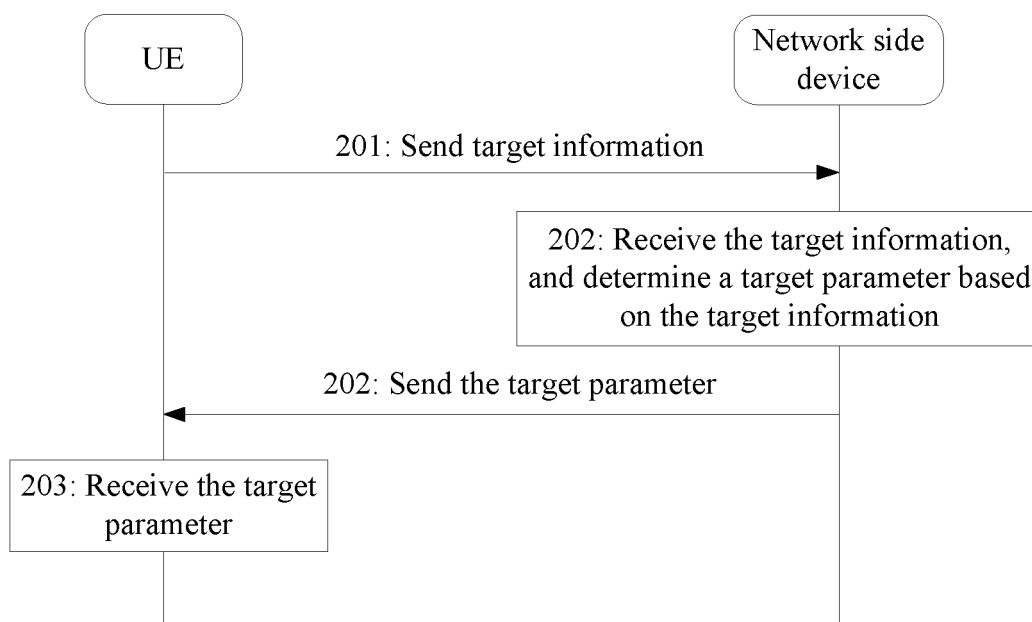 UE
Network side
device
201: Send target information
202: Receive the target information,
and determine a target parameter based
on the target information
202: Send the target parameter
203: Receive the target
parameter